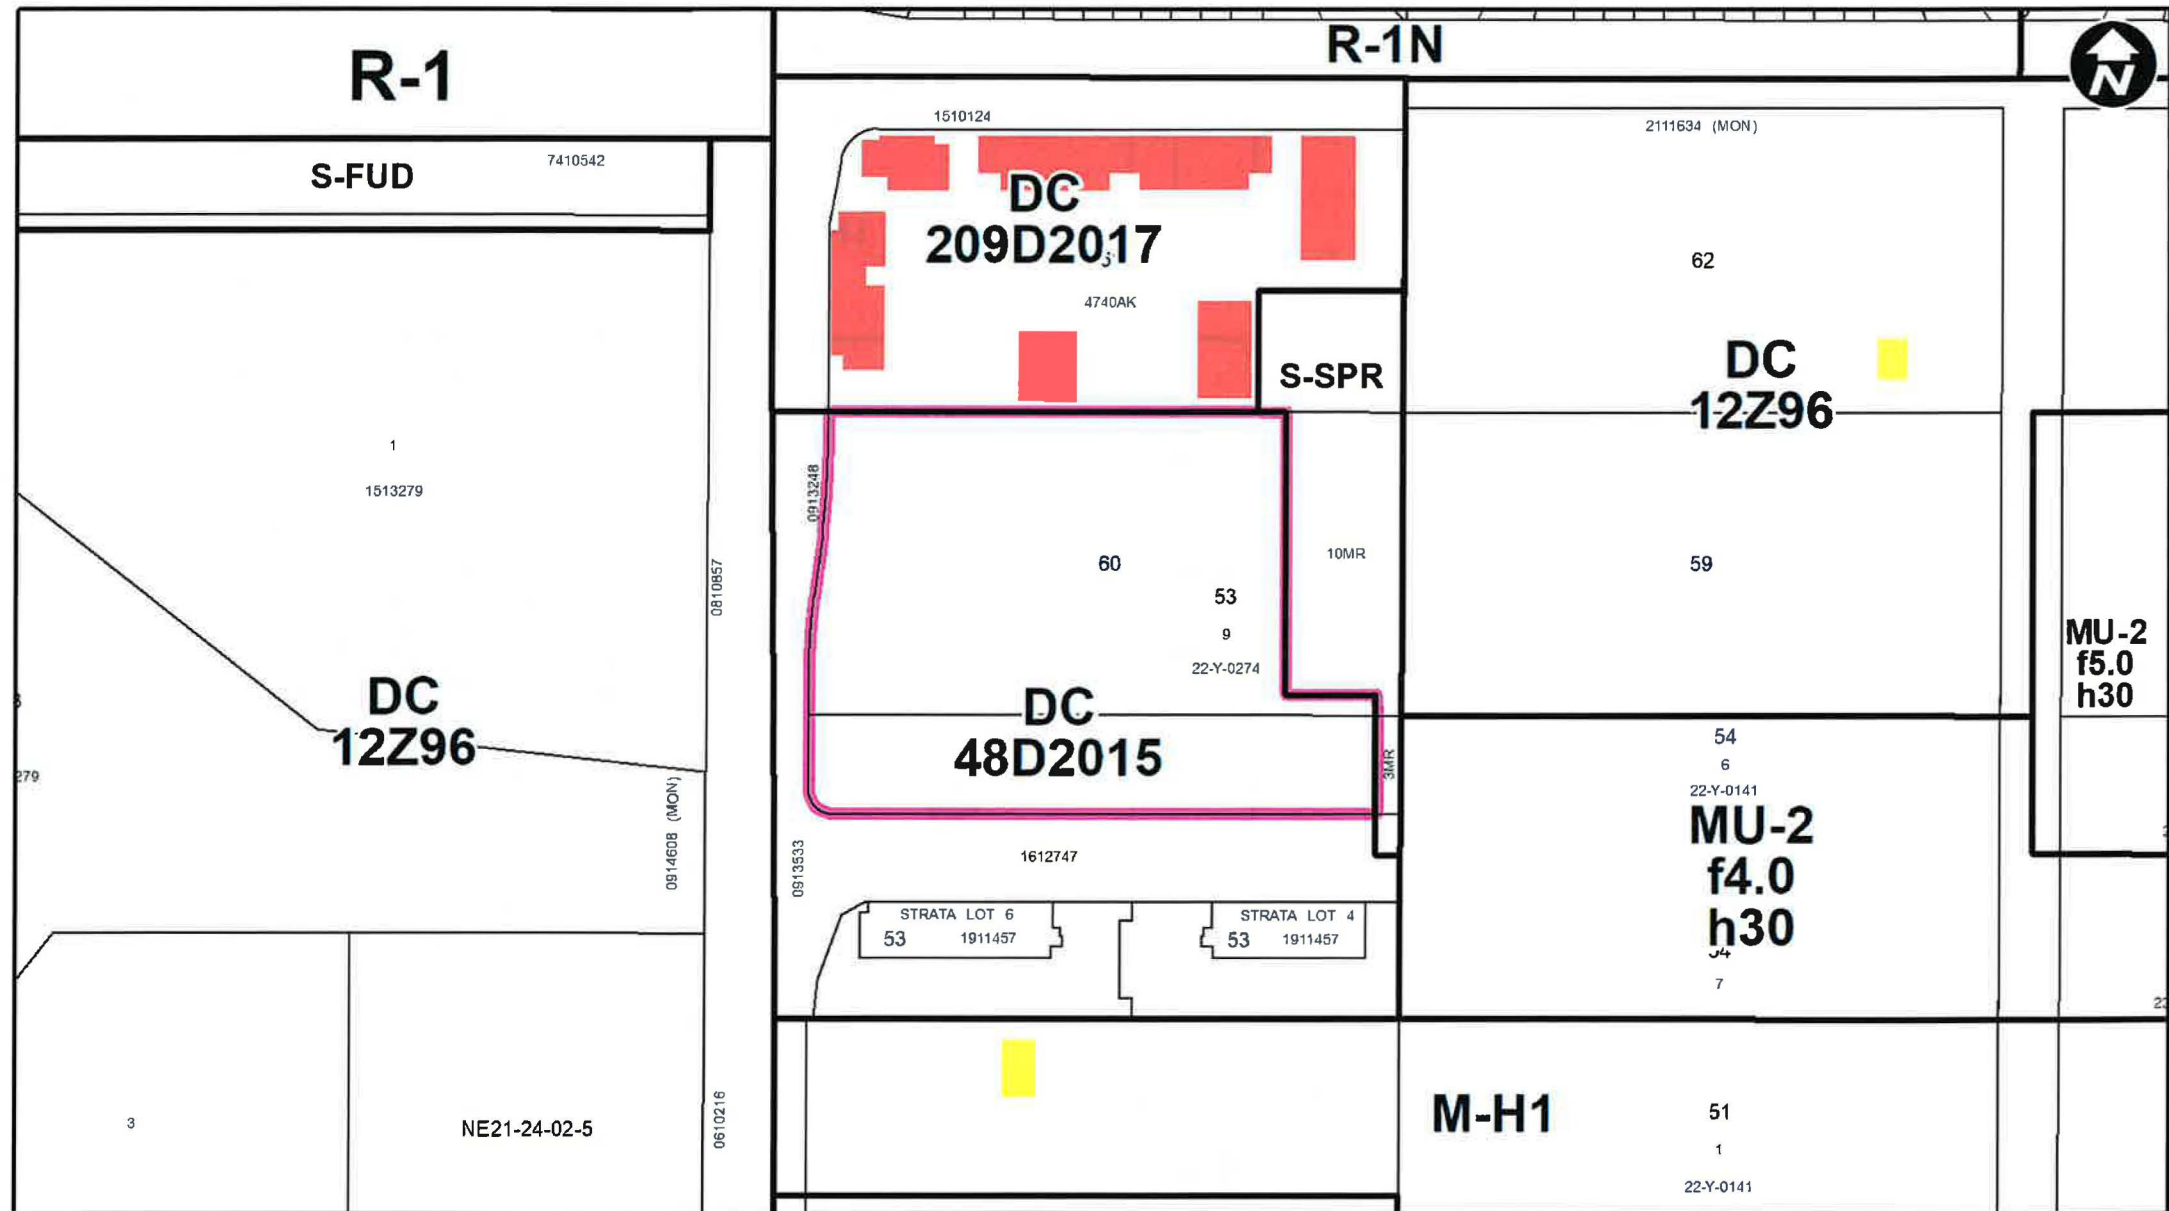 R-1
R-1N
N
1510124
2111634 (MON)
S-FUD
7410542
DC
209D2017
4740AK
62
S-SPR
DC
12Z96
1
1513279
0913248
0810857
60
53
9
22-Y-0274
10MR
59
MU-2
f5.0
h30
DC
12Z96
279
0914608 (MON)
DC
48D2015
3MR
54
6
22-Y-0141
MU-2
f4.0
h30
7
0913533
1612747
STRATA LOT 6
53 1911457
STRATA LOT 4
53 1911457
3
NE21-24-02-5
0610216
M-H1
51
1
22-Y-0141